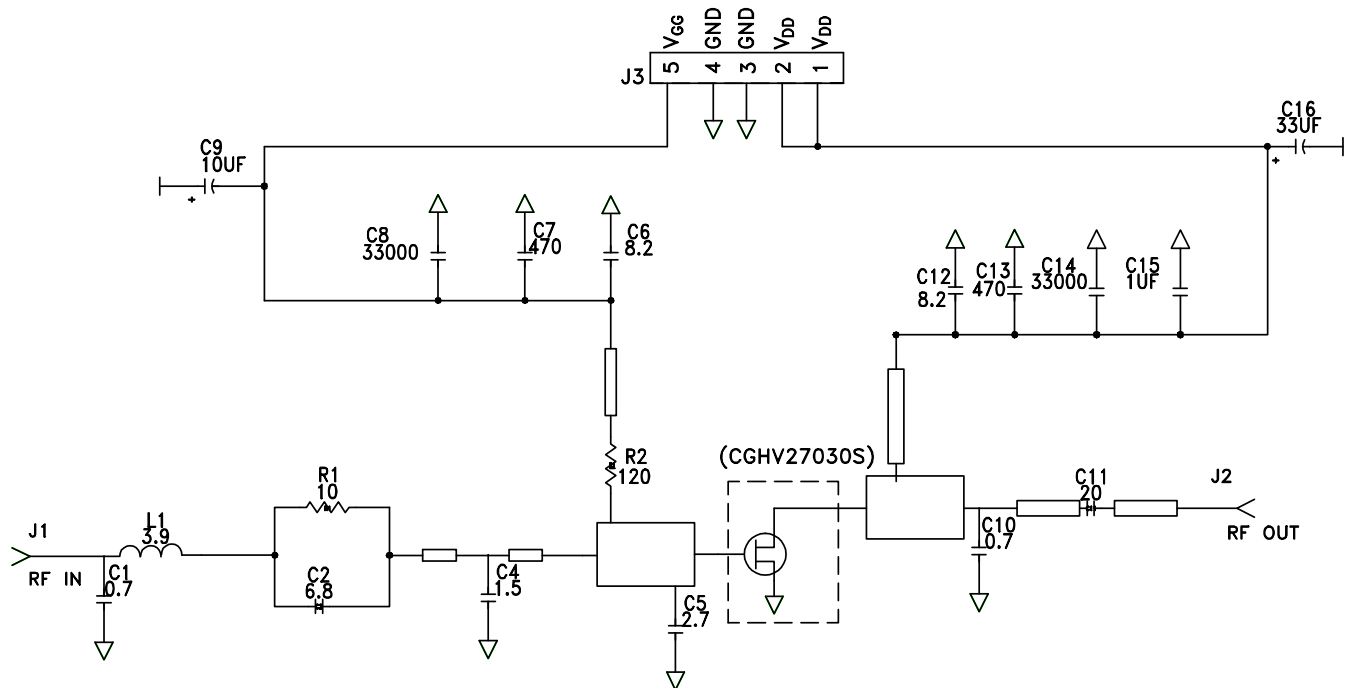 VGG
GND
GND
VDD
VDD
J3
5
4
3
2
1
C9
10UF
+
C16
33UF
+
C8
33000
C7
470
C6
8.2
C12
8.2
C13
470
C14
33000
C15
1UF
R2
120
(CGHV27030S)
R1
10
C11
20
J2
RF OUT
J1
RF IN
L1
3.9
C1
0.7
C2
6.8
C4
1.5
C5
2.7
C10
0.7